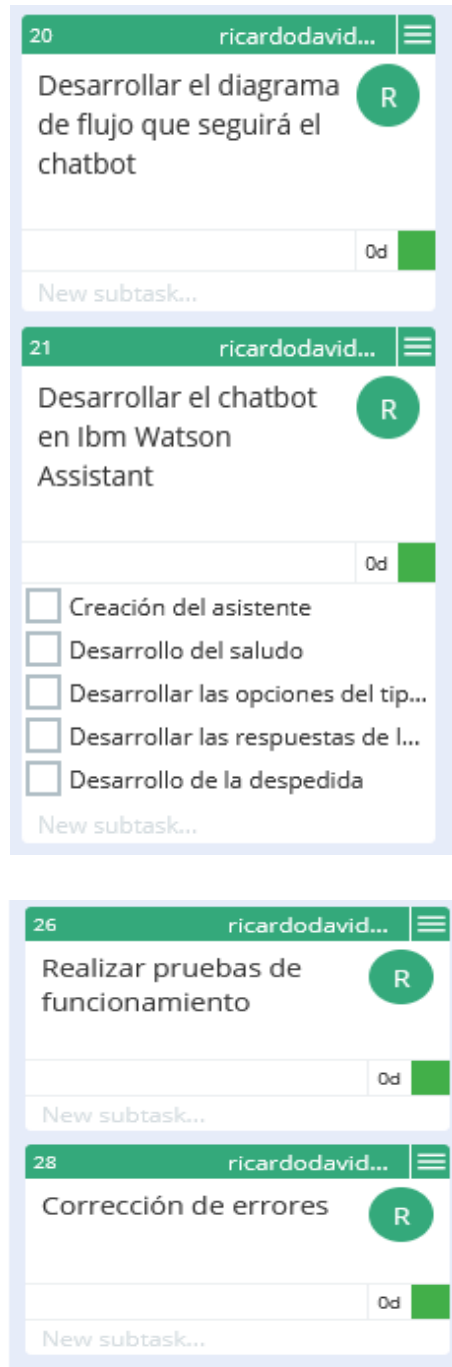 20 ricardodavid...
Desarrollar el diagrama
de flujo que seguirá el
chatbot
R
0d
New subtask...
21 ricardodavid...
Desarrollar el chatbot
en Ibm Watson
Assistant
R
0d
Creación del asistente
Desarrollo del saludo
Desarrollar las opciones del tip...
Desarrollar las respuestas de l...
Desarrollo de la despedida
New subtask...
26 ricardodavid...
Realizar pruebas de
funcionamiento
R
0d
New subtask...
28 ricardodavid...
Corrección de errores
R
0d
New subtask...